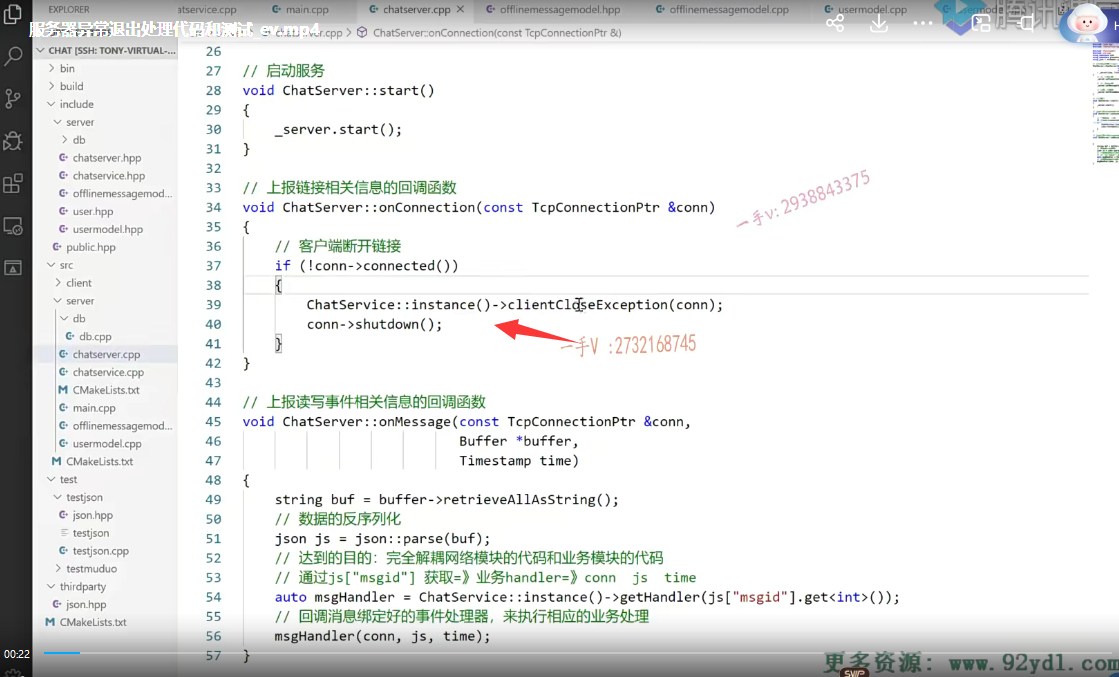 EXPLORER
atservice.cpp
main.cpp
chatserver.cpp
offlinemessagemodel.hpp
offlinemessagemodel.cpp
usermodel.cpp
服务器异常退出处理代码和测试_ev.mp4
ChatServer::onConnection(const TcpConnectionPtr &)
CHAT [SSH: TONY-VIRTUAL-...
bin
build
include
server
db
chatserver.hpp
chatservice.hpp
offlinemessagemod...
user.hpp
usermodel.hpp
public.hpp
src
client
server
db
db.cpp
chatserver.cpp
chatservice.cpp
CMakeLists.txt
main.cpp
offlinemessagemod...
usermodel.cpp
CMakeLists.txt
test
testjson
json.hpp
testjson
testjson.cpp
testmuduo
thirdparty
json.hpp
CMakeLists.txt
00:22
26
27 // 启动服务
28 void ChatServer::start()
29 {
30 _server.start();
31 }
32
33 // 上报链接相关信息的回调函数
34 void ChatServer::onConnection(const TcpConnectionPtr &conn)
35 {
36 // 客户端断开链接
37 if (!conn->connected())
38 {
39 ChatService::instance()->clientCloseException(conn);
40 conn->shutdown();
41 }
42 }
43
44 // 上报读写事件相关信息的回调函数
45 void ChatServer::onMessage(const TcpConnectionPtr &conn,
46 Buffer *buffer,
47 Timestamp time)
48 {
49 string buf = buffer->retrieveAllAsString();
50 // 数据的反序列化
51 json js = json::parse(buf);
52 // 达到的目的：完全解耦网络模块的代码和业务模块的代码
53 // 通过js["msgid"] 获取=》业务handler=》conn js time
54 auto msgHandler = ChatService::instance()->getHandler(js["msgid"].get<int>());
55 // 回调消息绑定好的事件处理器，来执行相应的业务处理
56 msgHandler(conn, js, time);
57 }
一手v: 2938843375
一手V :2732168745
更多资源: www.92ydl.com
SVIP